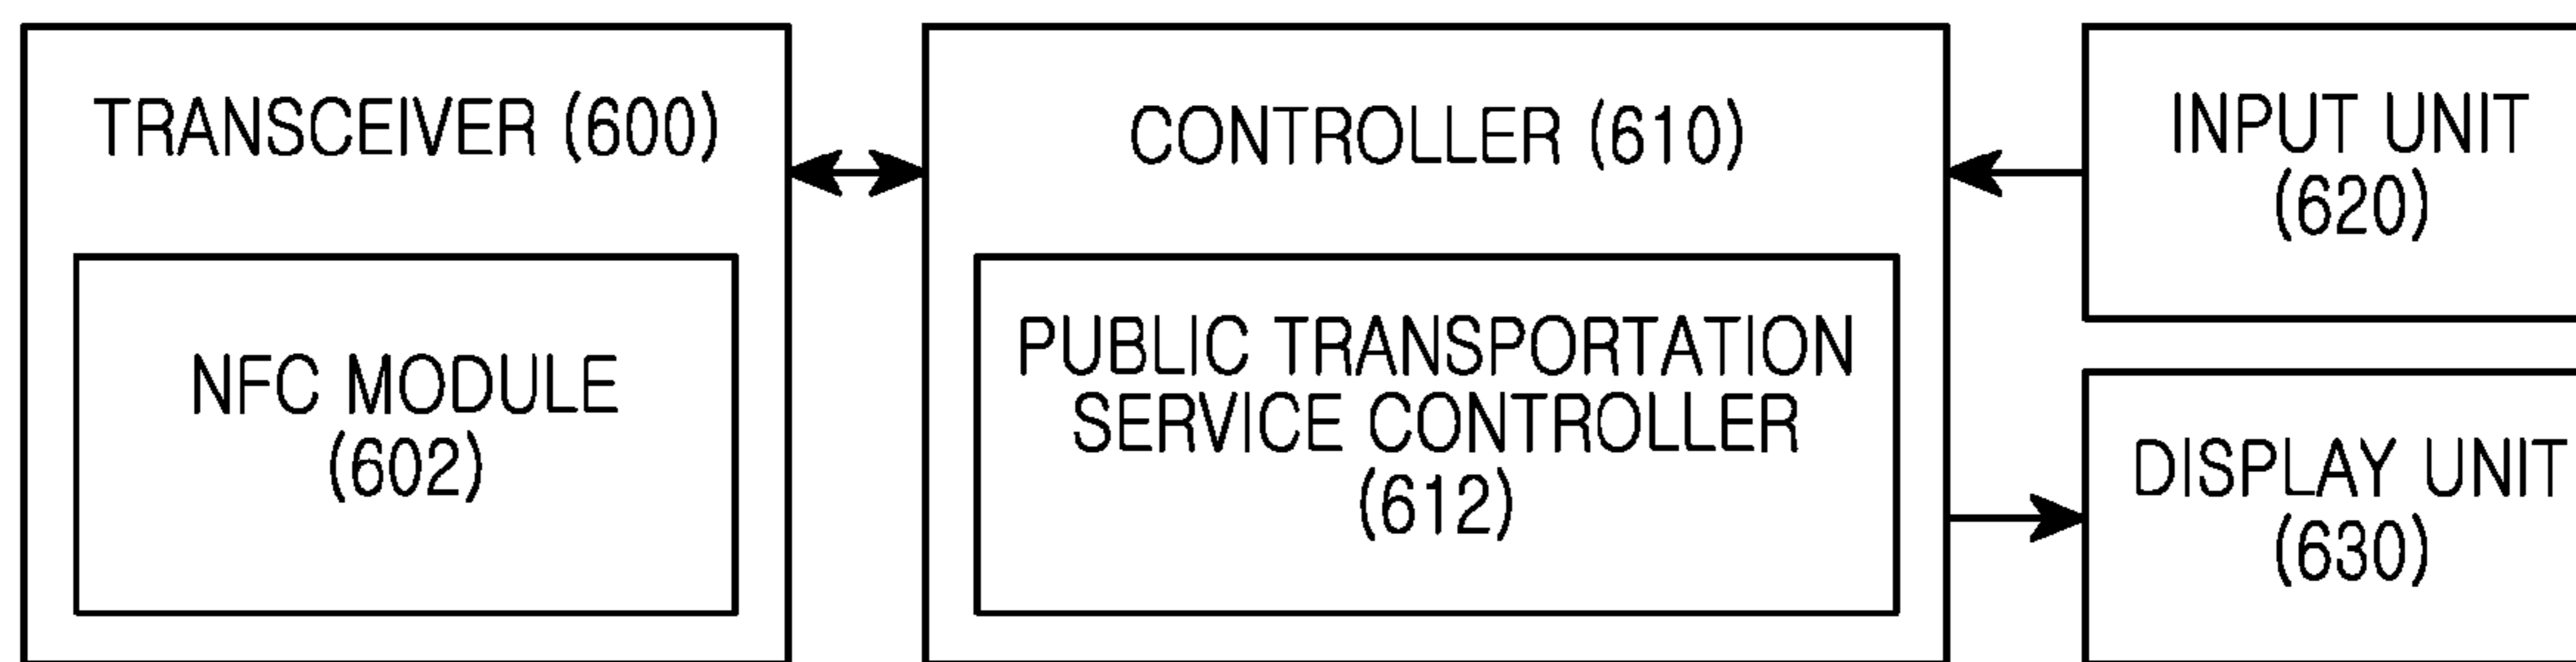 TRANSCEIVER (600)
NFC MODULE
(602)
CONTROLLER (610)
PUBLIC TRANSPORTATION
SERVICE CONTROLLER
(612)
INPUT UNIT
(620)
DISPLAY UNIT
(630)